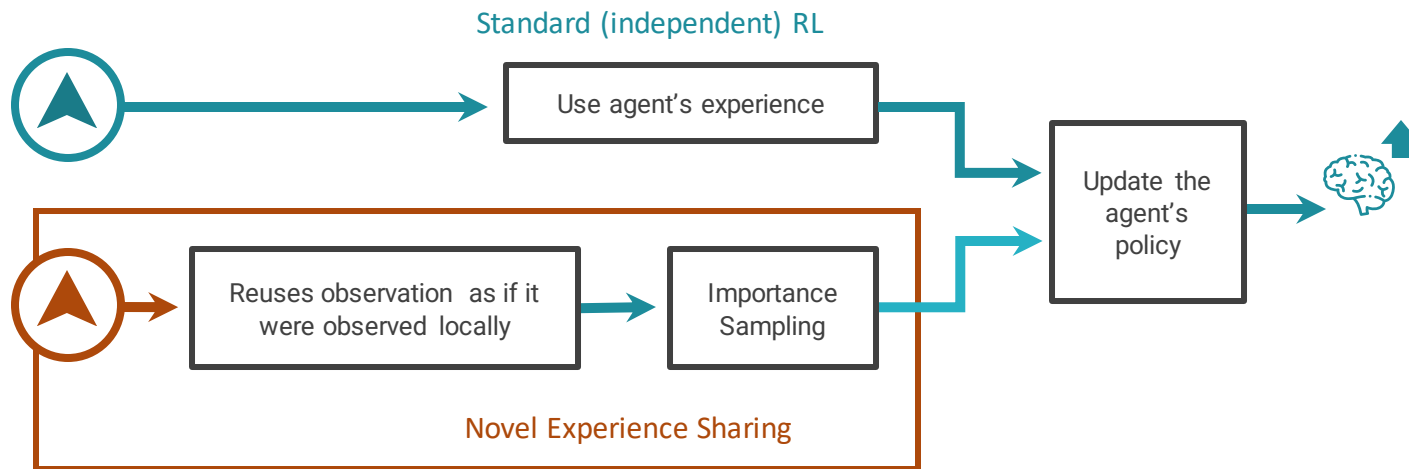 Standard (independent) RL
Use agent’s experience
Update the
agent’s
policy
Reuses observation as if it
were observed locally
Importance
Sampling
Novel Experience Sharing